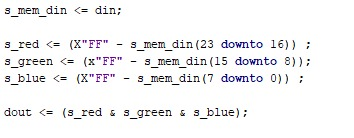 s_mem_din <= din;
s_red <= (X"FF" - s_mem_din(23 downto 16)) ;
s_green <= (x"FF" - s_mem_din(15 downto 8));
s_blue <= (X"FF" - s_mem_din(7 downto 0)) ;
dout <= (s_red & s_green & s_blue);